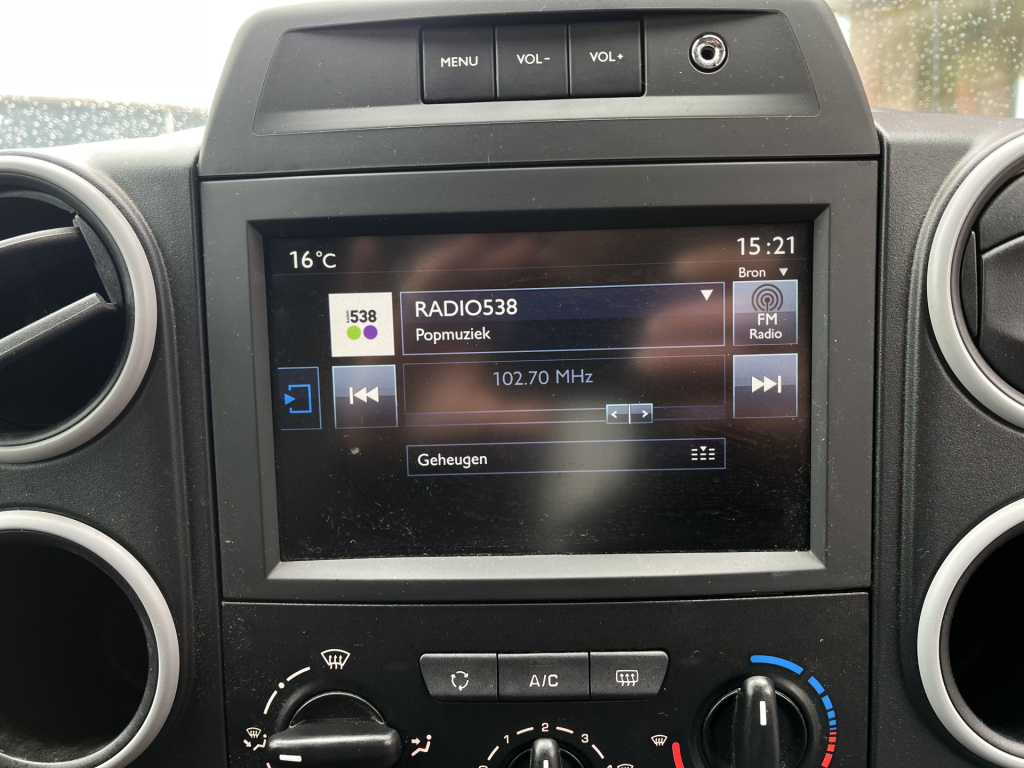 MENU
VOL-
VOL+
16°C
15:21
Bron
538
RADIO538
Popmuziek
FM
Radio
102.70 MHz
Geheugen
A/C
1
2
3